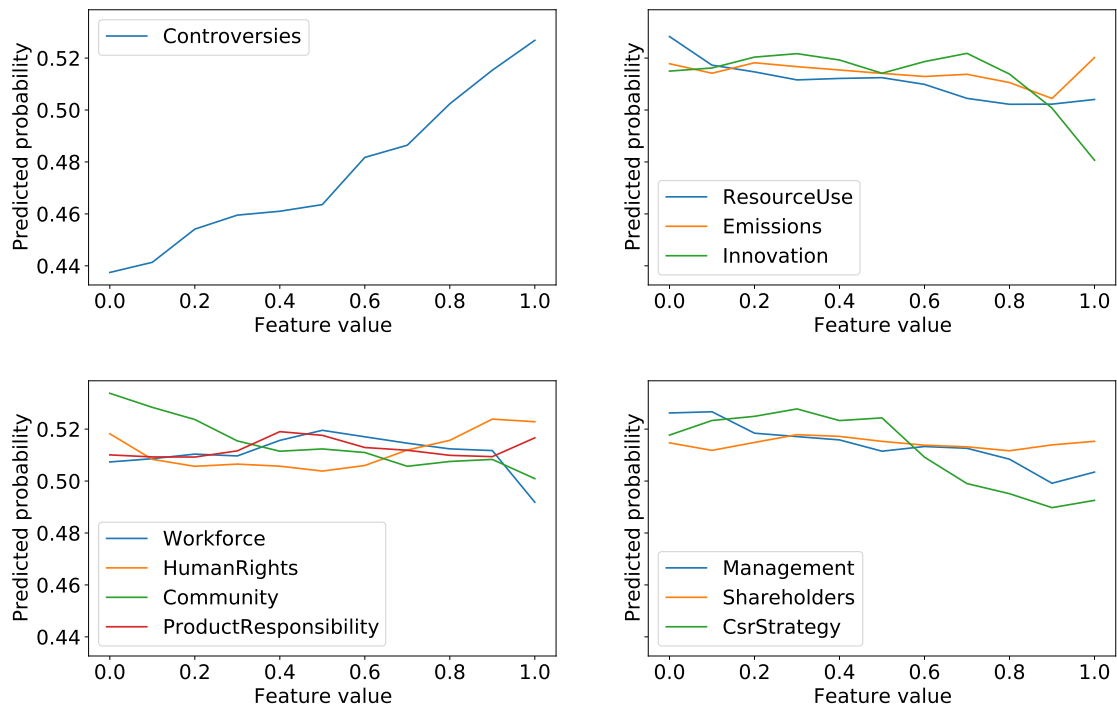 Controversies
Predicted probability
0.52
0.50
0.48
0.46
0.44
0.0 0.2 0.4 0.6 0.8 1.0
Feature value
Predicted probability
ResourceUse
Emissions
Innovation
0.0 0.2 0.4 0.6 0.8 1.0
Feature value
Predicted probability
0.52
0.50
0.48
0.46
0.44
Workforce
HumanRights
Community
ProductResponsibility
0.0 0.2 0.4 0.6 0.8 1.0
Feature value
Predicted probability
Management
Shareholders
CsrStrategy
0.0 0.2 0.4 0.6 0.8 1.0
Feature value